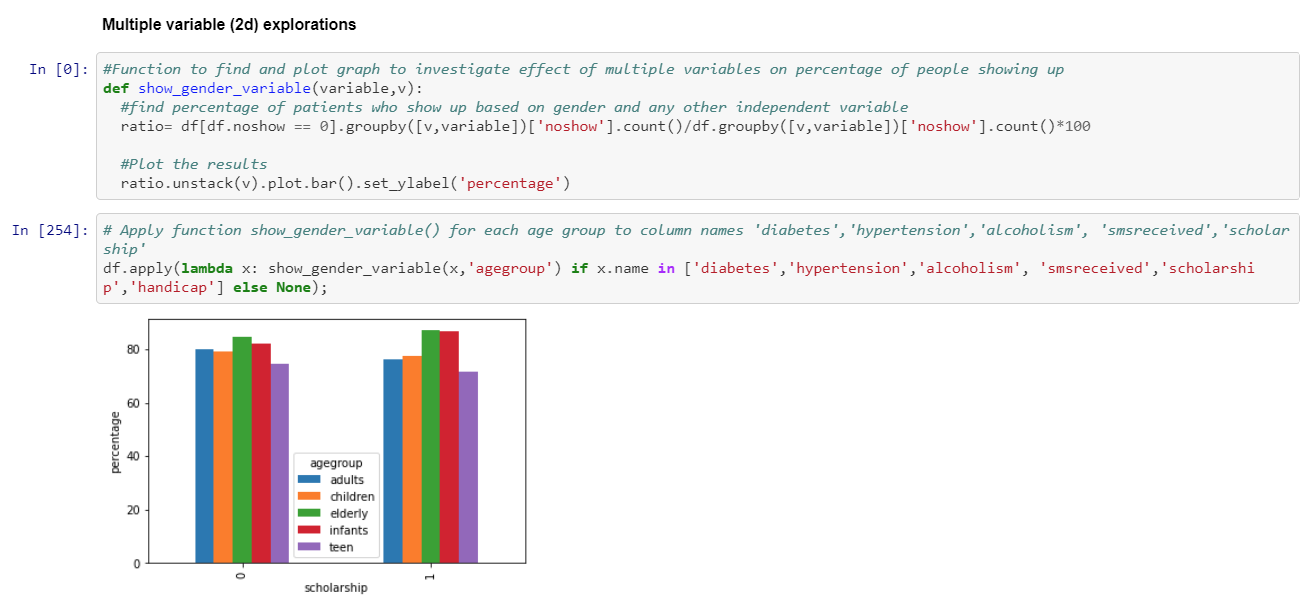 Multiple variable (2d) explorations
In [0]:
#Function to find and plot graph to investigate effect of multiple variables on percentage of people showing up
def show_gender_variable(variable,v):
#find percentage of patients who show up based on gender and any other independent variable
ratio= df[df.noshow == 0].groupby([v,variable])['noshow'].count()/df.groupby([v,variable])['noshow'].count()*100
#Plot the results
ratio.unstack(v).plot.bar().set_ylabel('percentage')
In [254]:
# Apply function show_gender_variable() for each age group to column names 'diabetes','hypertension','alcoholism', 'smsreceived','scholar
ship'
df.apply(lambda x: show_gender_variable(x,'agegroup') if x.name in ['diabetes','hypertension','alcoholism', 'smsreceived','scholarshi
p','handicap'] else None);
80
60
40
20
0
percentage
agegroup
adults
children
elderly
infants
teen
0
1
scholarship